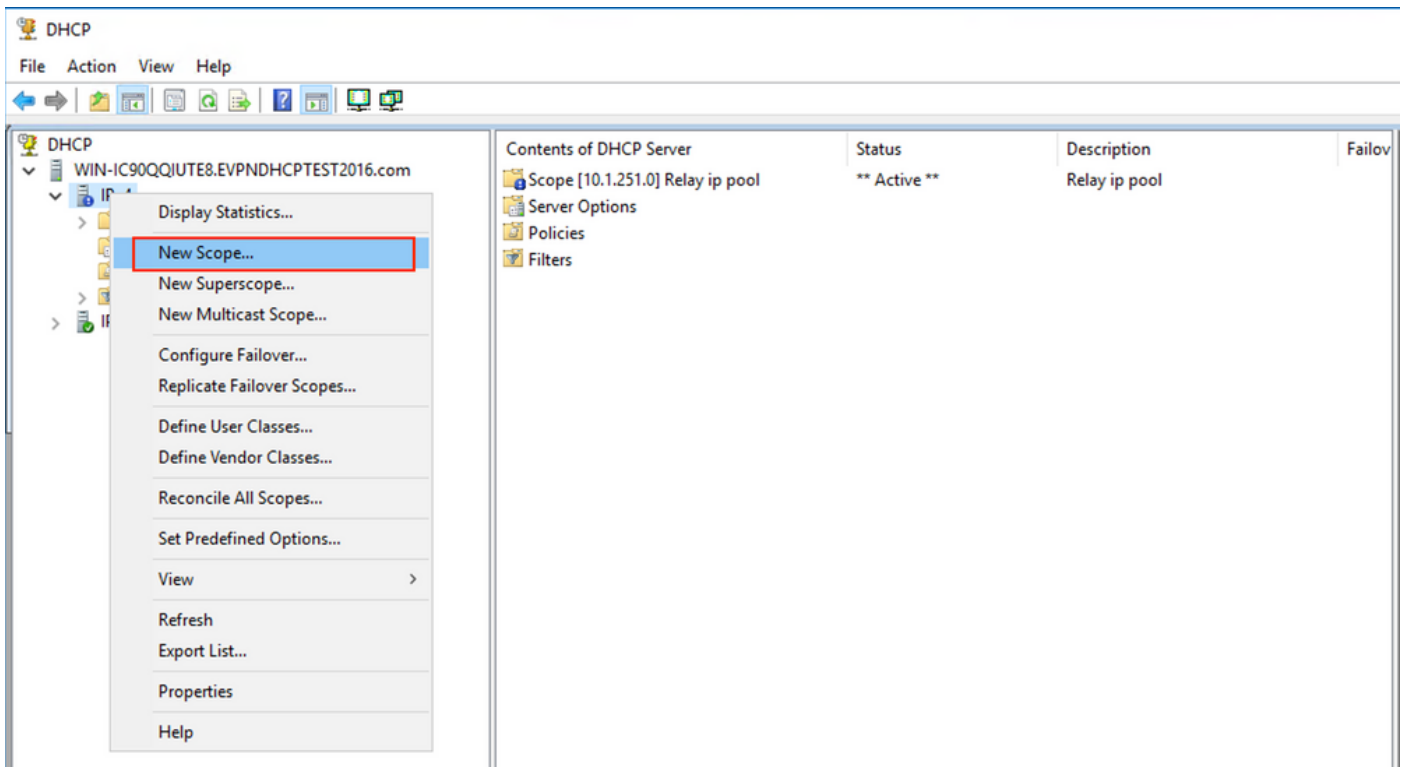 DHCP
File Action View Help
DHCP
WIN-IC90QQIUTE8.EVPNDHCPTEST2016.com
Display Statistics...
New Scope...
New Superscope...
New Multicast Scope...
Configure Failover...
Replicate Failover Scopes...
Define User Classes...
Define Vendor Classes...
Reconcile All Scopes...
Set Predefined Options...
View
Refresh
Export List...
Properties
Help
Contents of DHCP Server Status Description Failov
Scope [10.1.251.0] Relay ip pool ** Active ** Relay ip pool
Server Options
Policies
Filters